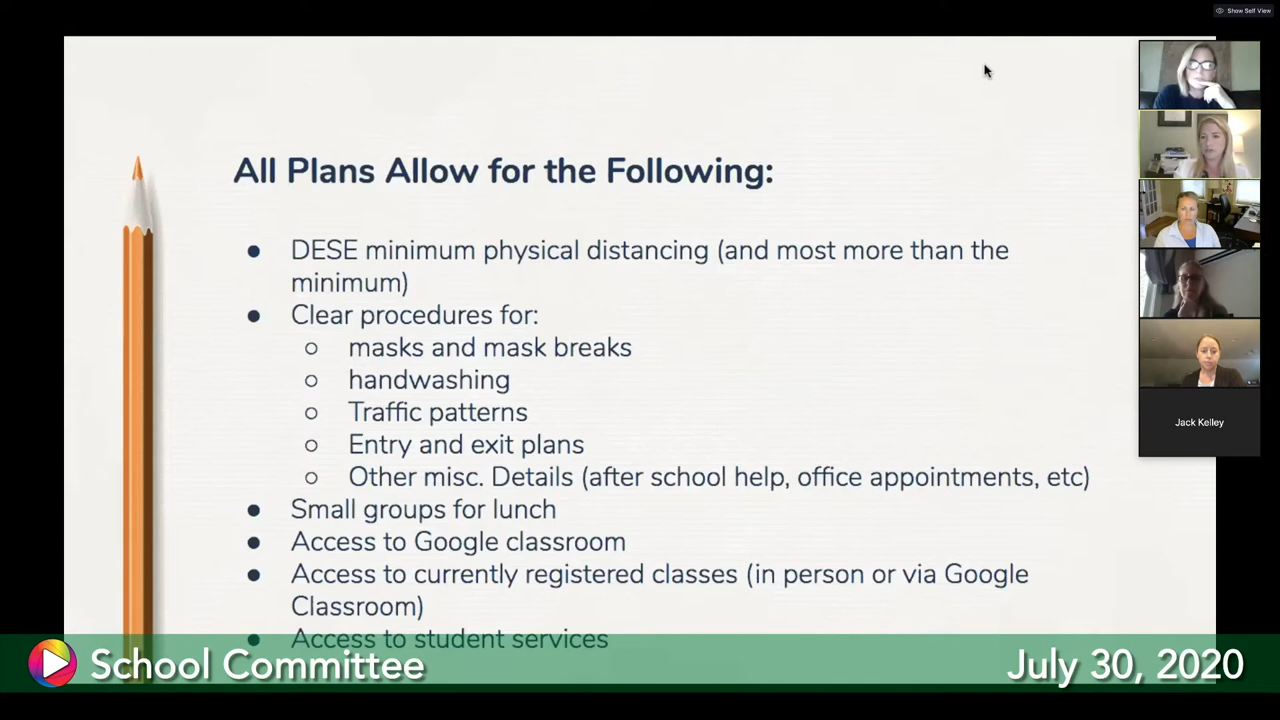 Show Self View
All Plans Allow for the Following:
● DESE minimum physical distancing (and most more than the
minimum)
● Clear procedures for:
○ masks and mask breaks
○ handwashing
○ Traffic patterns
○ Entry and exit plans
○ Other misc. Details (after school help, office appointments, etc)
● Small groups for lunch
● Access to Google classroom
● Access to currently registered classes (in person or via Google
Classroom)
● Access to student services
Jack Kelley
School Committee
July 30, 2020